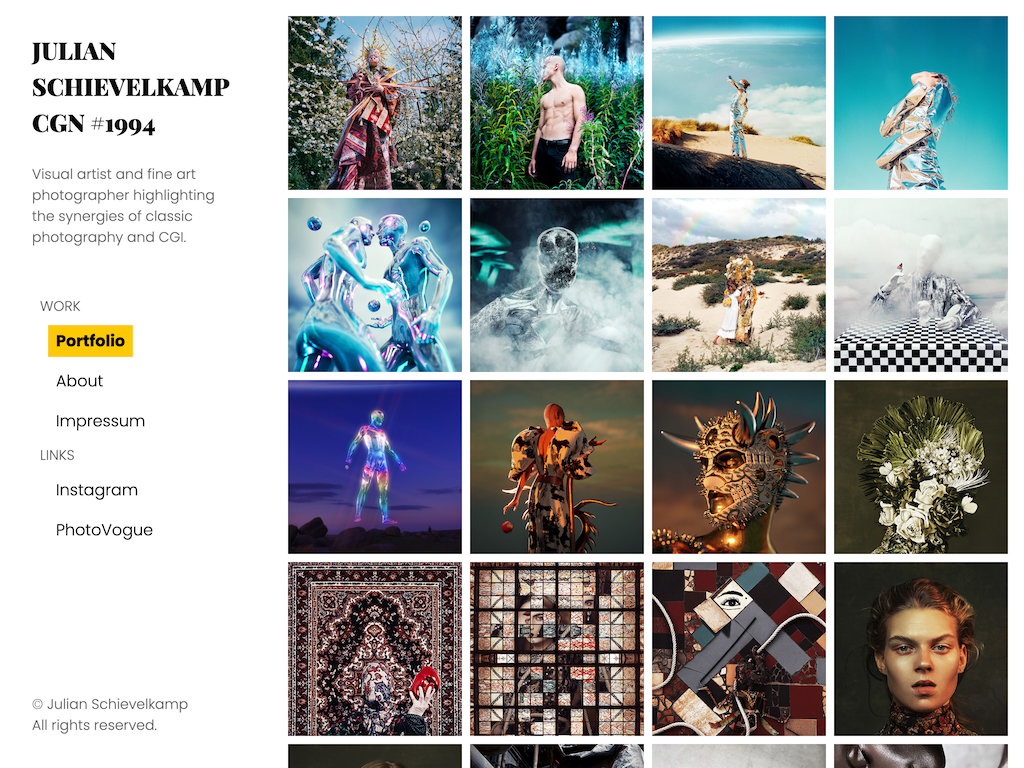 JULIAN
SCHIEVELKAMP
CGN #1994
Visual artist and fine art
photographer highlighting
the synergies of classic
photography and CGI.
WORK
Portfolio
About
Impressum
LINKS
Instagram
PhotoVogue
© Julian Schievelkamp
All rights reserved.